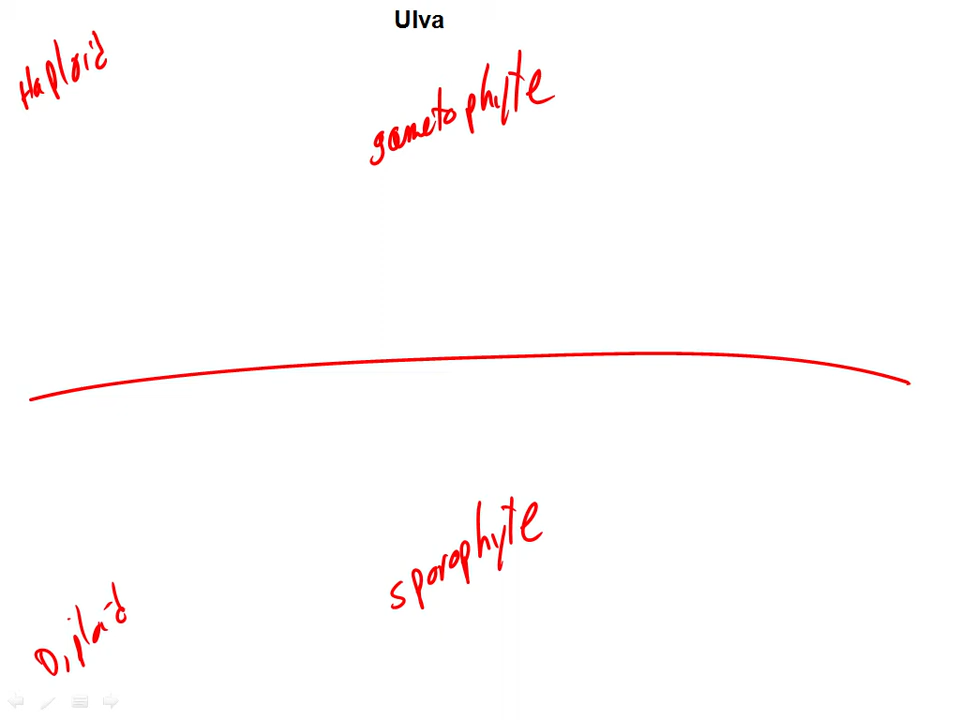 Ulva
Haploid
gametophyte
sporophyte
Diploid